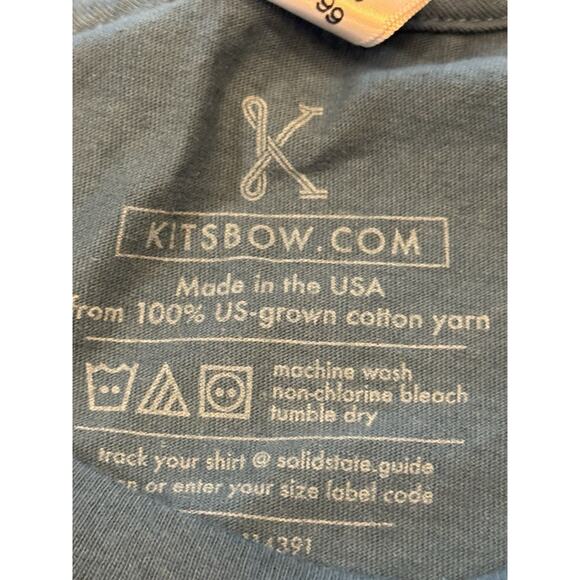 99
K
KITSBOW.COM
Made in the USA
from 100% US-grown cotton yarn
machine wash
non-chlorine bleach
tumble dry
track your shirt @ solidstate.guide
or enter your size label code